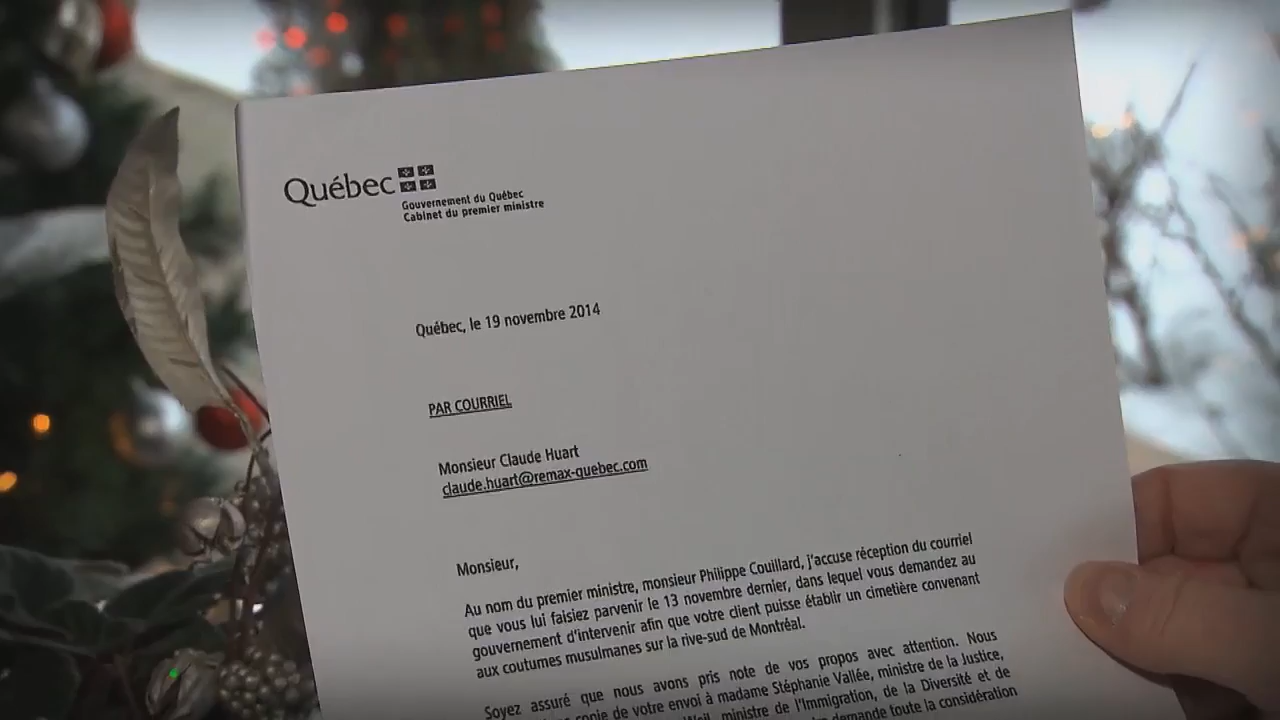 Québec
Gouvernement du Québec
Cabinet du premier ministre
Québec, le 19 novembre 2014
PAR COURRIEL
Monsieur Claude Huart
claude.huart@remax-quebec.com
Monsieur,
Au nom du premier ministre, monsieur Philippe Couillard, j'accuse réception du courriel
que vous lui faisiez parvenir le 13 novembre dernier, dans lequel vous demandez au
gouvernement d'intervenir afin que votre client puisse établir un cimetière convenant
aux coutumes musulmanes sur la rive-sud de Montréal.
Soyez assuré que nous avons pris note de vos propos avec attention. Nous
copie de votre envoi à madame Stéphanie Vallée, ministre de la Justice,
ministre de l'Immigration, de la Diversité et de
demande toute la considération